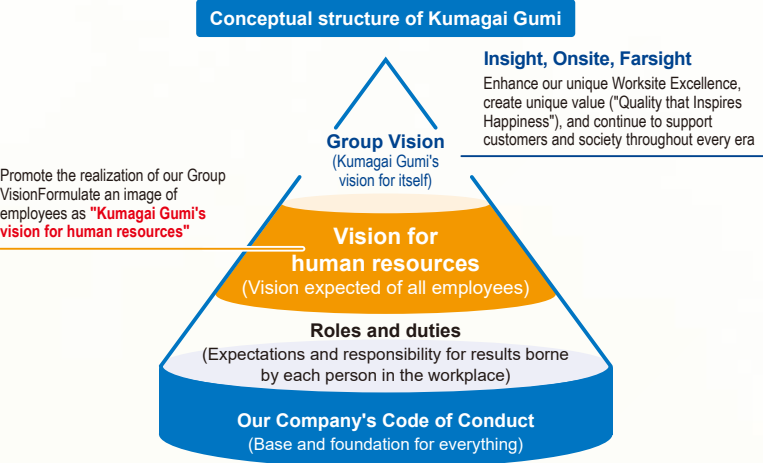 Conceptual structure of Kumagai Gumi
Insight, Onsite, Farsight
Enhance our unique Worksite Excellence,
create unique value ("Quality that Inspires
Happiness"), and continue to support
customers and society throughout every era
Group Vision
(Kumagai Gumi's
vision for itself)
Promote the realization of our Group
VisionFormulate an image of
employees as "Kumagai Gumi's
vision for human resources"
Vision for
human resources
(Vision expected of all employees)
Roles and duties
(Expectations and responsibility for results borne
by each person in the workplace)
Our Company's Code of Conduct
(Base and foundation for everything)